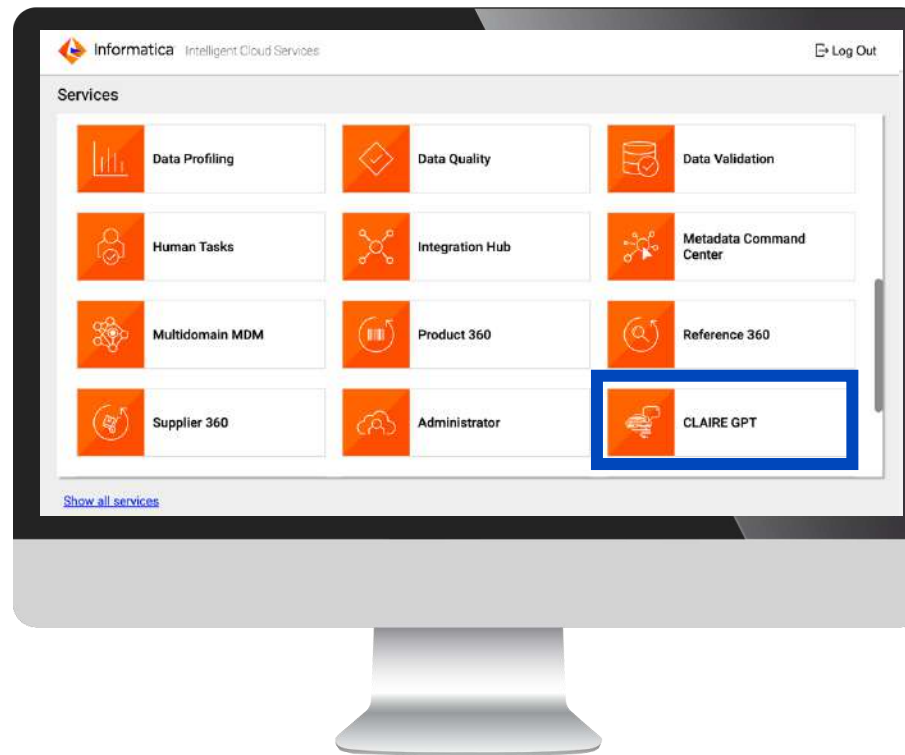 Informatica Intelligent Cloud Services
Log Out
Services
Data Profiling
Data Quality
Data Validation
Human Tasks
Integration Hub
Metadata Command
Center
Multidomain MDM
Product 360
Reference 360
Supplier 360
Administrator
CLAIRE GPT
Show all services